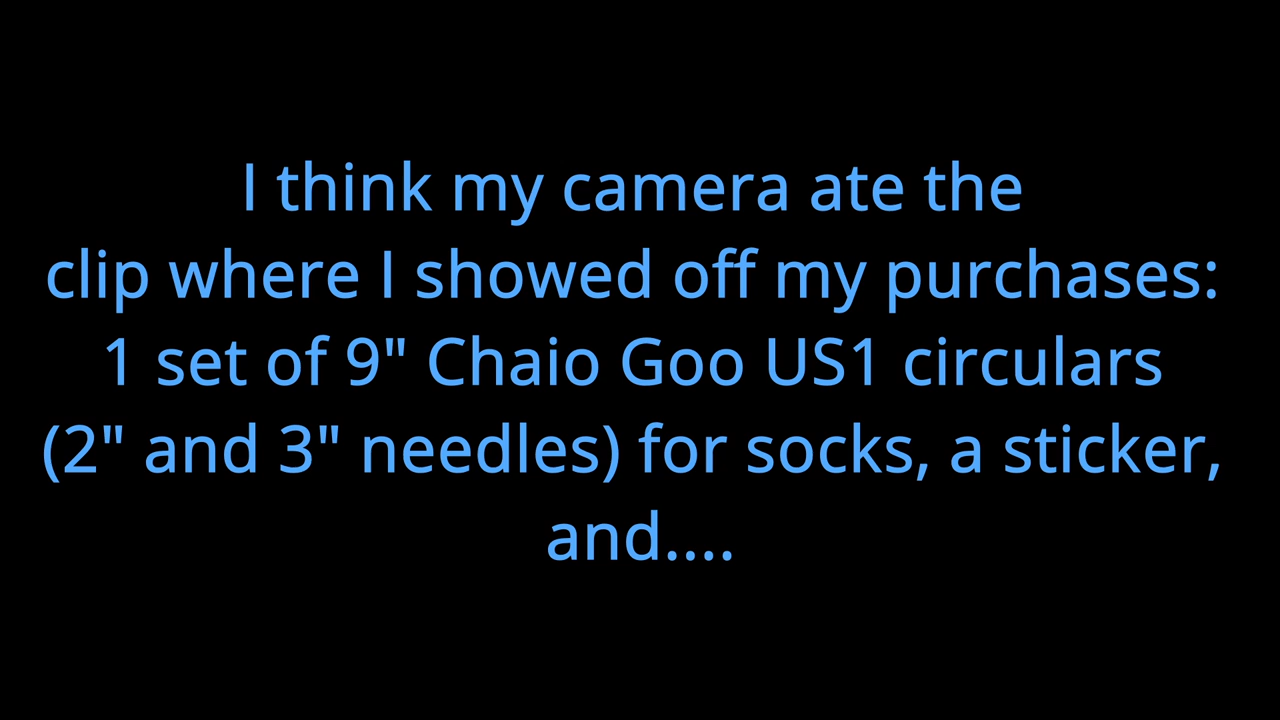 I think my camera ate the
clip where I showed off my purchases:
1 set of 9" Chaio Goo US1 circulars
(2" and 3" needles) for socks, a sticker,
and....